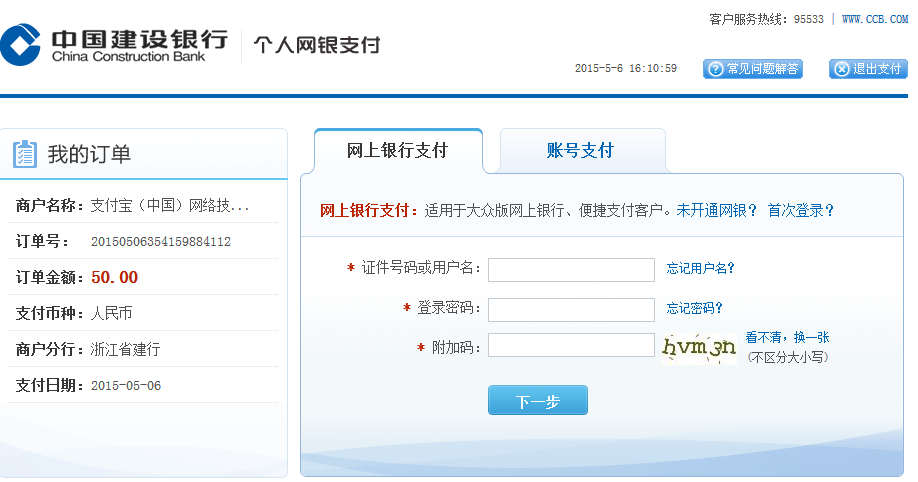 客户服务热线：95533 | WWW.CCB.COM
中国建设银行
China Construction Bank
个人网银支付
2015-5-6 16:10:59 常见问题解答 退出支付
我的订单
商户名称：支付宝（中国）网络技...
订单号： 20150506354159884112
订单金额：50.00
支付币种：人民币
商户分行：浙江省建行
支付日期：2015-05-06
网上银行支付 账号支付
网上银行支付：适用于大众版网上银行、便捷支付客户。未开通网银？ 首次登录？
* 证件号码或用户名： 忘记用户名？
* 登录密码： 忘记密码？
* 附加码： hvm3n 看不清，换一张
(不区分大小写)
下一步